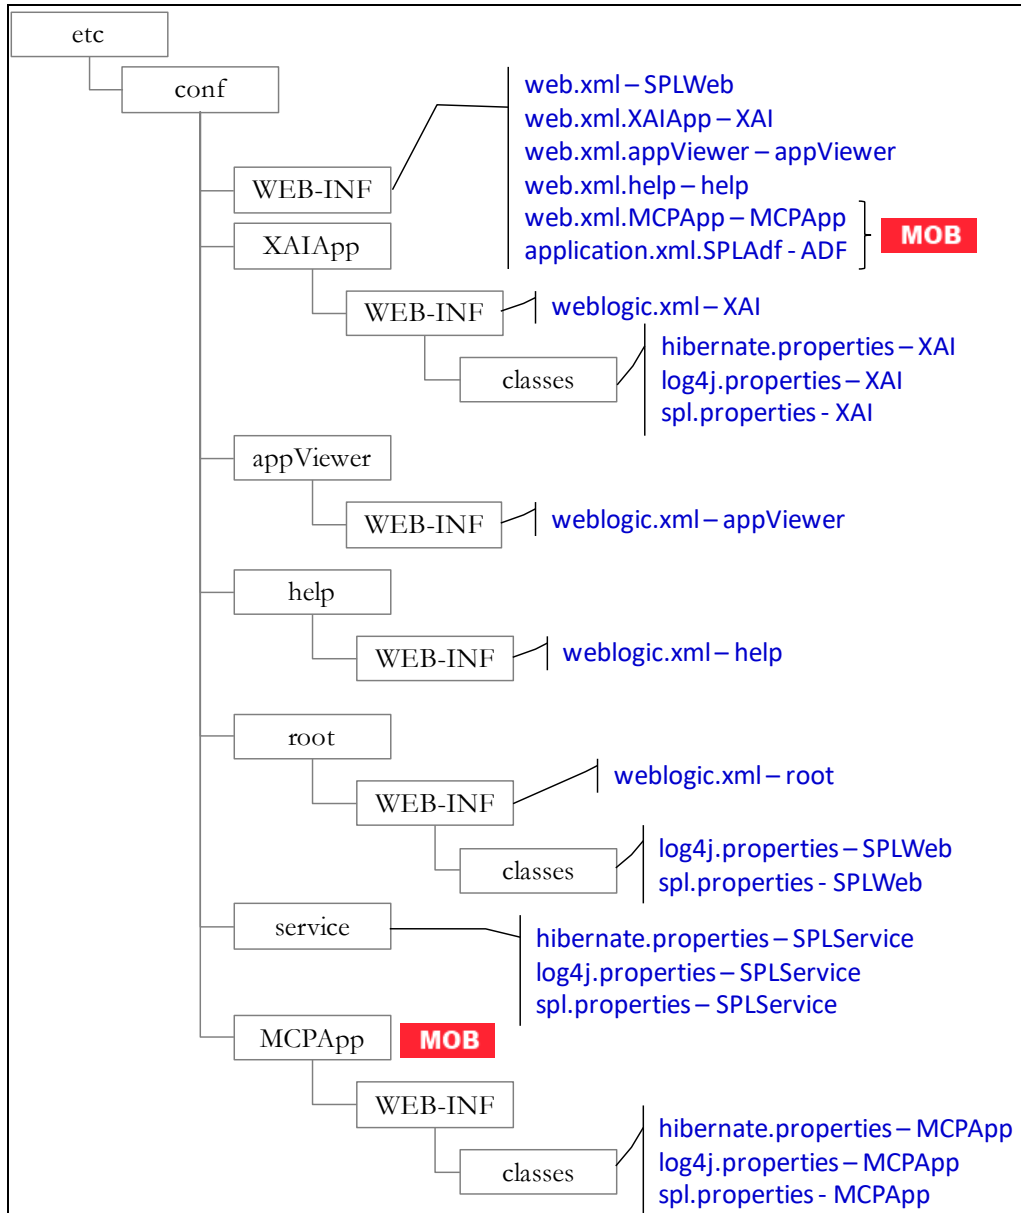 etc
conf
web.xml – SPLWeb
web.xml.XAIApp – XAI
web.xml.appViewer – appViewer
web.xml.help – help
web.xml.MCPApp – MCPApp
application.xml.SPLAdf - ADF
MOB
WEB-INF
XAIApp
WEB-INF
weblogic.xml – XAI
classes
hibernate.properties – XAI
log4j.properties – XAI
spl.properties - XAI
appViewer
WEB-INF
weblogic.xml – appViewer
help
WEB-INF
weblogic.xml – help
root
WEB-INF
weblogic.xml – root
classes
log4j.properties – SPLWeb
spl.properties - SPLWeb
service
hibernate.properties – SPLService
log4j.properties – SPLService
spl.properties – SPLService
MCPApp
MOB
WEB-INF
classes
hibernate.properties – MCPApp
log4j.properties – MCPApp
spl.properties - MCPApp